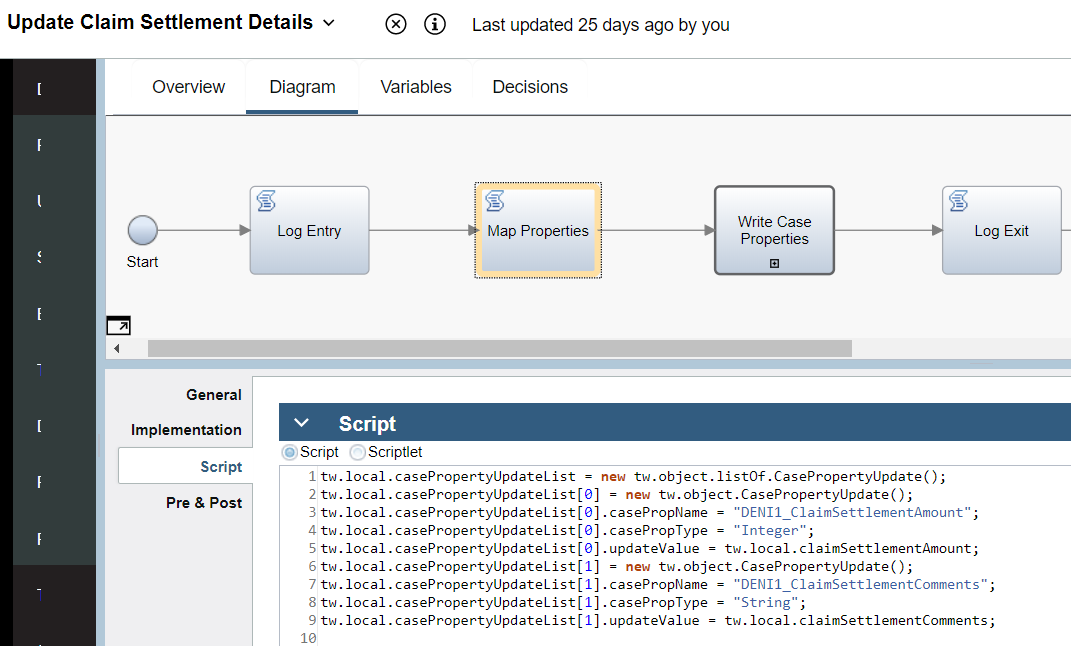 Update Claim Settlement Details
Last updated 25 days ago by you
Overview
Diagram
Variables
Decisions
Start
Log Entry
Map Properties
Write Case
Properties
Log Exit
General
Implementation
Script
Pre & Post
Script
Script
Scriptlet
1 tw.local.casePropertyUpdateList = new tw.object.listOf.CasePropertyUpdate();
2 tw.local.casePropertyUpdateList[0] = new tw.object.CasePropertyUpdate();
3 tw.local.casePropertyUpdateList[0].casePropName = "DENI1_ClaimSettlementAmount";
4 tw.local.casePropertyUpdateList[0].casePropType = "Integer";
5 tw.local.casePropertyUpdateList[0].updateValue = tw.local.claimSettlementAmount;
6 tw.local.casePropertyUpdateList[1] = new tw.object.CasePropertyUpdate();
7 tw.local.casePropertyUpdateList[1].casePropName = "DENI1_ClaimSettlementComments";
8 tw.local.casePropertyUpdateList[1].casePropType = "String";
9 tw.local.casePropertyUpdateList[1].updateValue = tw.local.claimSettlementComments;
10